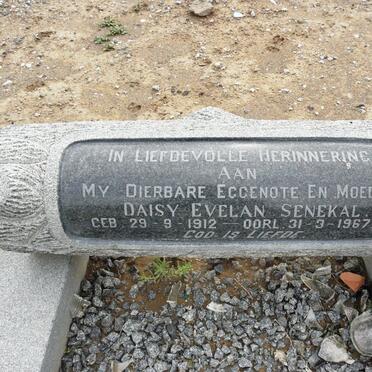 IN LIEFDEVOLLE HERINNERING
AAN
MY DIERBARE EGGENOTE EN MOED
DAISY EVELAN SENEKAL,
GEB 29-9-1912 — OORL. 31-3-1967
GOD IS LIEFDE.